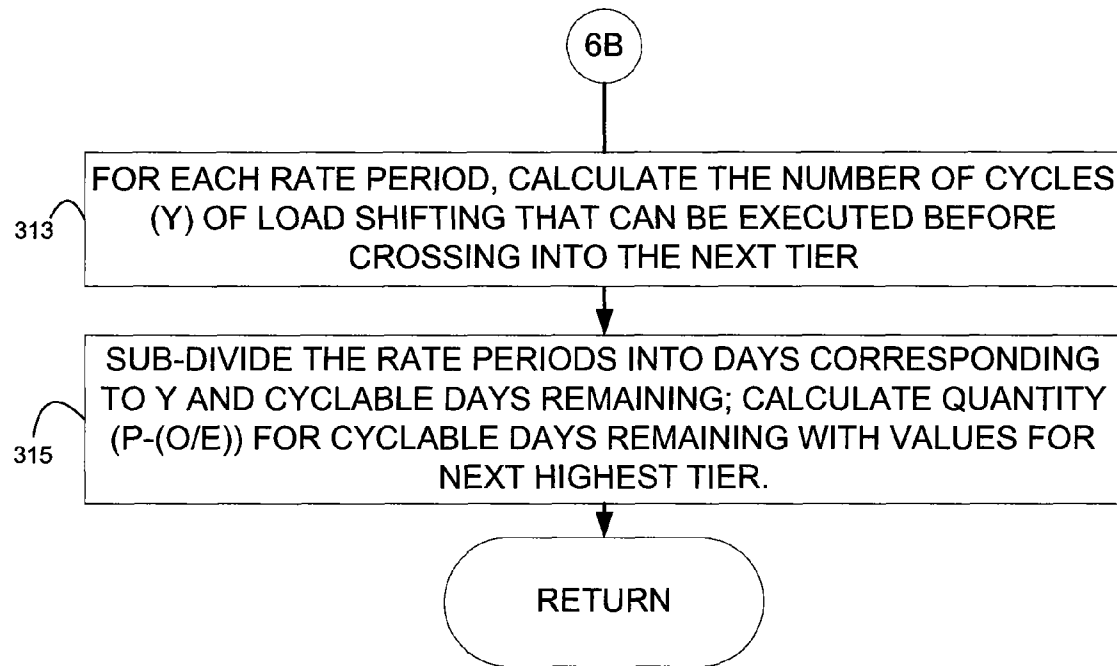 6B
FOR EACH RATE PERIOD, CALCULATE THE NUMBER OF CYCLES
(Y) OF LOAD SHIFTING THAT CAN BE EXECUTED BEFORE
CROSSING INTO THE NEXT TIER
313
SUB-DIVIDE THE RATE PERIODS INTO DAYS CORRESPONDING
TO Y AND CYCLABLE DAYS REMAINING; CALCULATE QUANTITY
(P-(O/E)) FOR CYCLABLE DAYS REMAINING WITH VALUES FOR
NEXT HIGHEST TIER.
315
RETURN